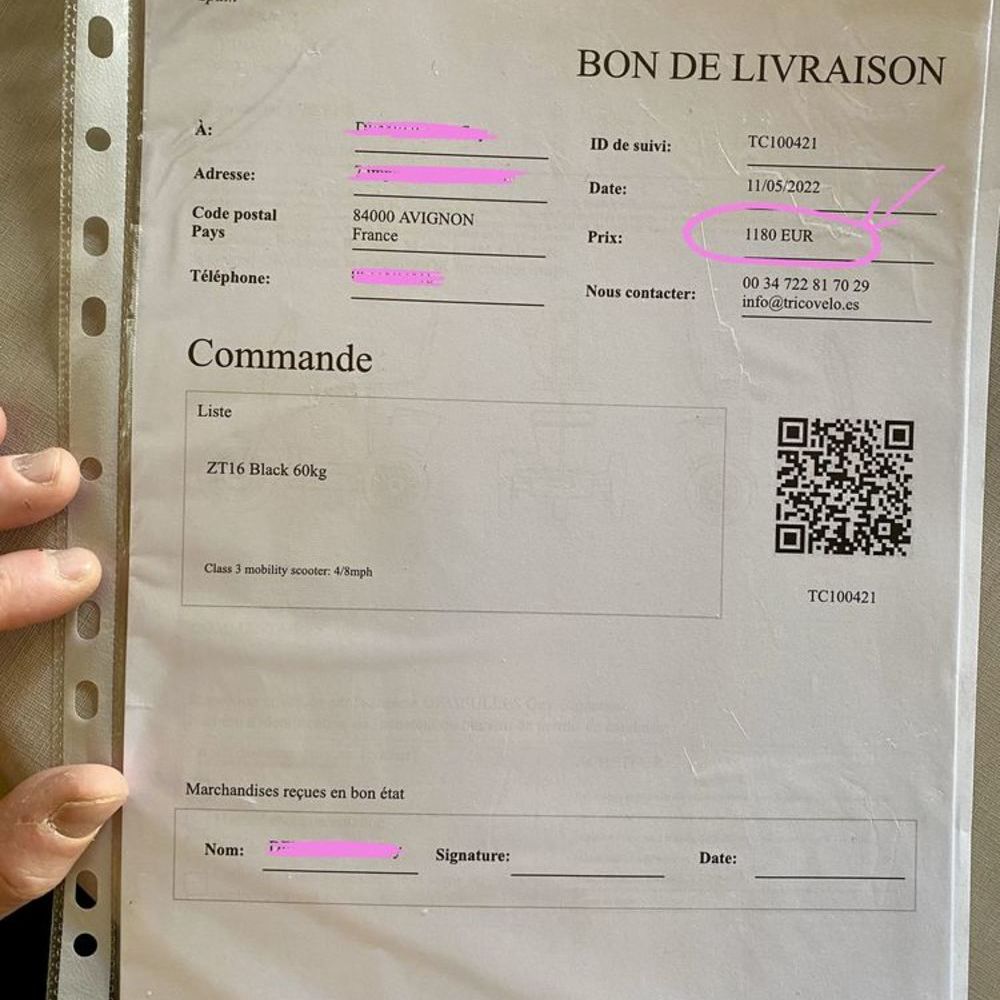 BON DE LIVRAISON
À:
ID de suivi: TC100421
Adresse:
Date: 11/05/2022
Code postal 84000 AVIGNON
Pays France
Prix: 1180 EUR
Téléphone:
Nous contacter: 00 34 722 81 70 29
info@tricovelo.es
Commande
Liste
ZT16 Black 60kg
Class 3 mobility scooter: 4/8mph
TC100421
Marchandises reçues en bon état
Nom: Signature: Date: